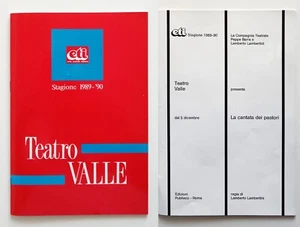 eti
Stagione 1989-'90
Teatro
VALLE
eti Stagione 1989-90
La Compagnia Teatrale
Peppe Barra e
Lamberto Lambertini
Teatro
Valle
presenta
dal 5 dicembre
La cantata dei pastori
Edizioni
Publiteur - Roma
regia di
Lamberto Lambertini